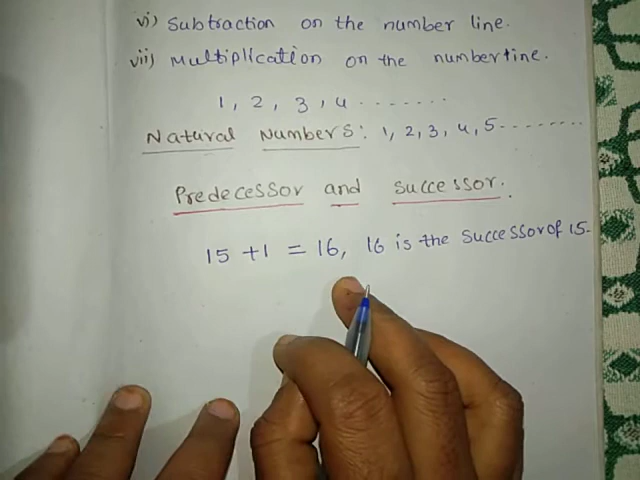 vi) Subtraction on the number line.
vii) Multiplication on the numberline.
1, 2, 3, 4 ........
Natural Numbers: 1, 2, 3, 4, 5 ........
Predecessor and Successor.
15 + 1 = 16, 16 is the Successor of 15.